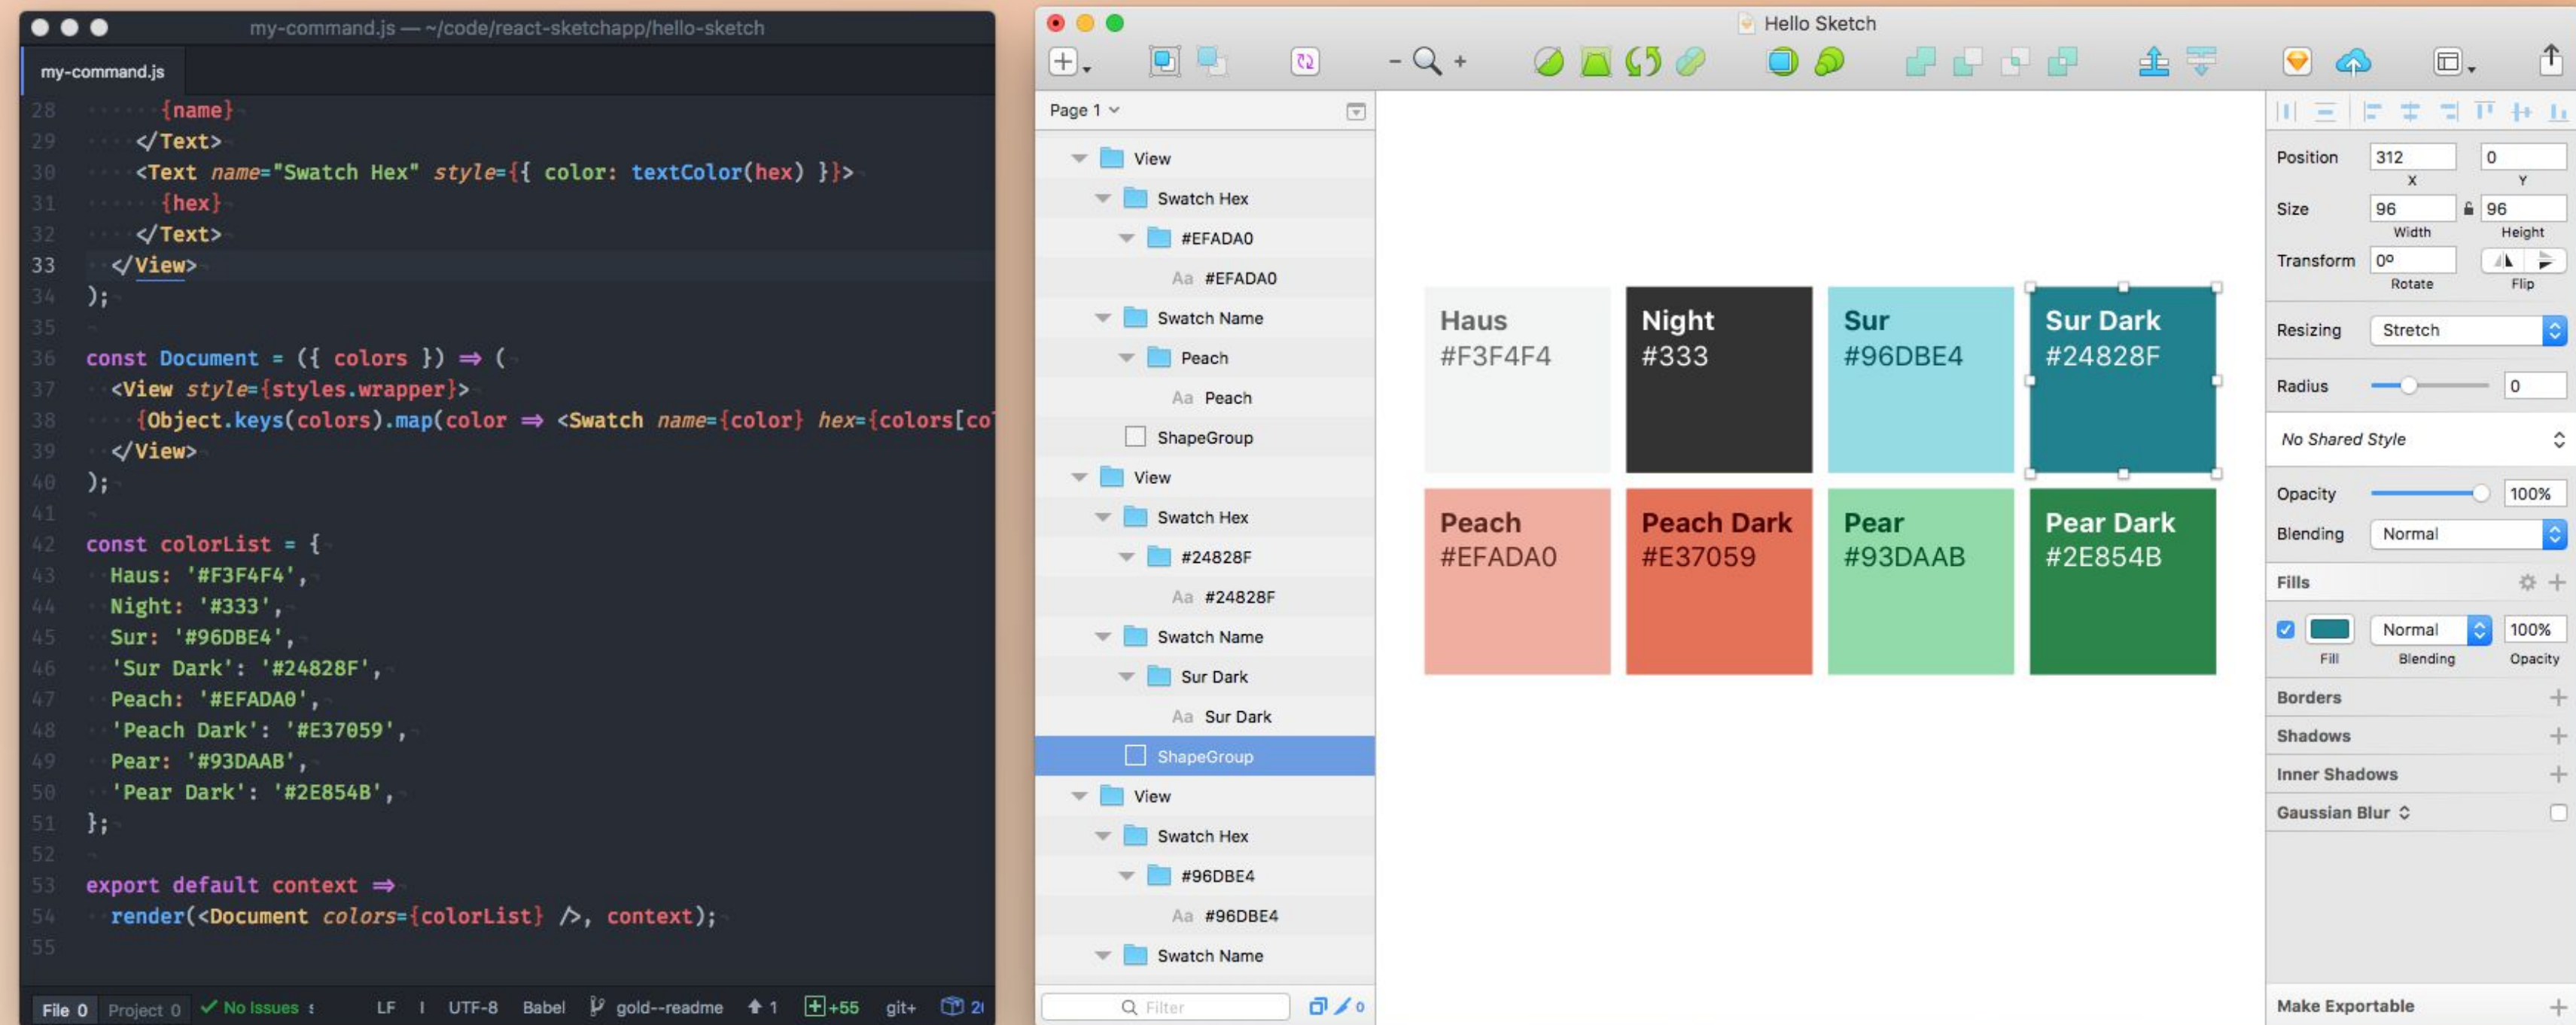 my-command.js — ~/code/react-sketchapp/hello-sketch
my-command.js
28 {name}
29 </Text>
30 <Text name="Swatch Hex" style={{ color: textColor(hex) }}>
31 {hex}
32 </Text>
33 </View>
34 );
35
36 const Document = ({ colors }) => (
37 <View style={styles.wrapper}>
38 {Object.keys(colors).map(color => <Swatch name={color} hex={colors[co
39 </View>
40 );
41
42 const colorList = {
43 Haus: '#F3F4F4',
44 Night: '#333',
45 Sur: '#96DBE4',
46 'Sur Dark': '#24828F',
47 Peach: '#EFADA0',
48 'Peach Dark': '#E37059',
49 Pear: '#93DAAB',
50 'Pear Dark': '#2E854B',
51 };
52
53 export default context =>
54 render(<Document colors={colorList} />, context);
55
File 0 Project 0 No Issues LF I UTF-8 Babel gold--readme 1 +55 git+
Hello Sketch
Page 1
View
Swatch Hex
#EFADA0
Aa #EFADA0
Swatch Name
Peach
Aa Peach
ShapeGroup
View
Swatch Hex
#24828F
Aa #24828F
Swatch Name
Sur Dark
Aa Sur Dark
ShapeGroup
View
Swatch Hex
#96DBE4
Aa #96DBE4
Swatch Name
Filter 0
Haus
#F3F4F4
Night
#333
Sur
#96DBE4
Sur Dark
#24828F
Peach
#EFADA0
Peach Dark
#E37059
Pear
#93DAAB
Pear Dark
#2E854B
Position 312 0
X Y
Size 96 96
Width Height
Transform 0º
Rotate Flip
Resizing Stretch
Radius 0
No Shared Style
Opacity 100%
Blending Normal
Fills
Normal 100%
Fill Blending Opacity
Borders
Shadows
Inner Shadows
Gaussian Blur
Make Exportable